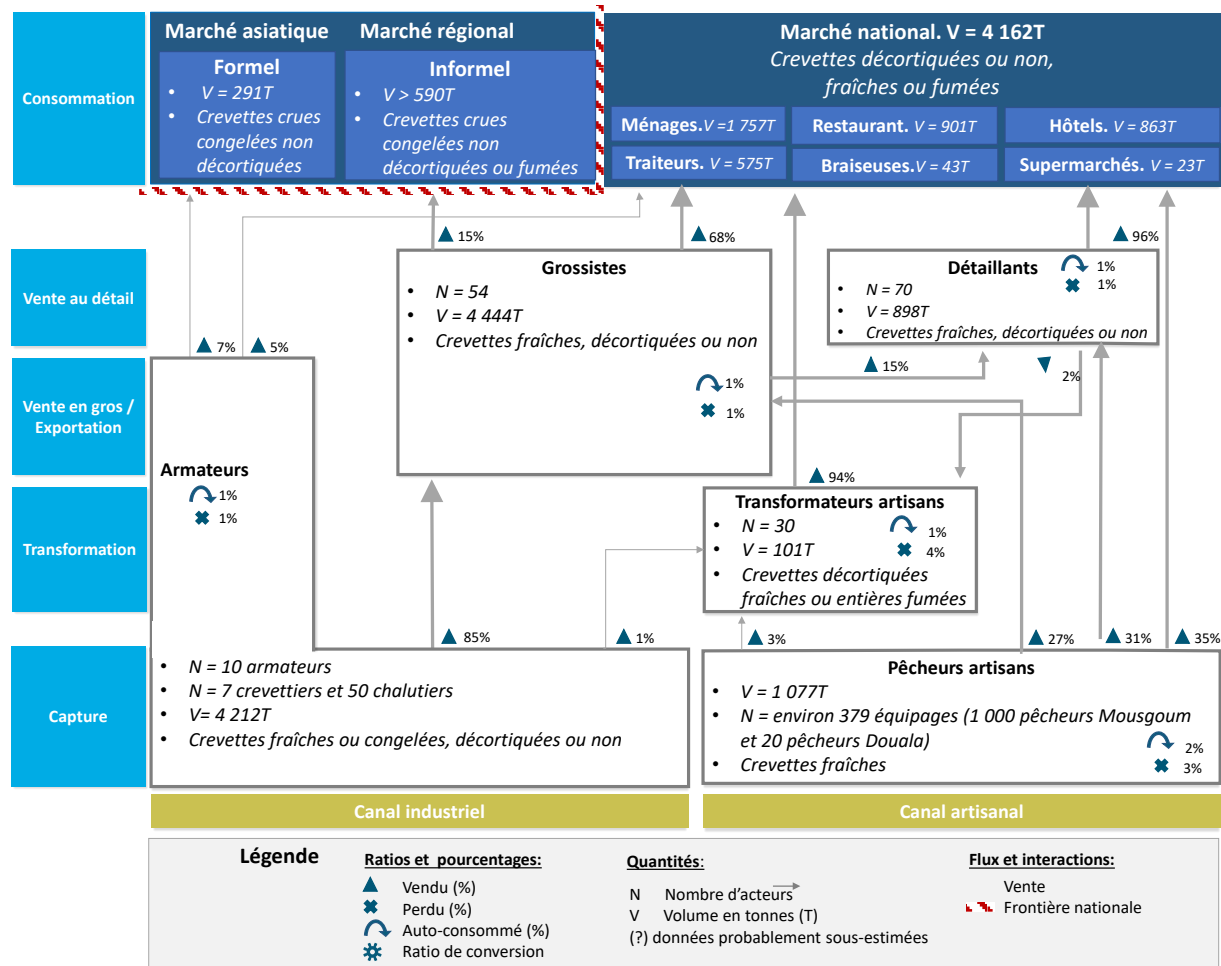 Consommation
Marché asiatique
Formel
• V = 291T
• Crevettes crues
congelées non
décortiquées
Marché régional
Informel
• V > 590T
• Crevettes crues
congelées non
décortiquées ou fumées
Marché national. V = 4 162T
Crevettes décortiquées ou non,
fraîches ou fumées
Ménages.V =1 757T
Restaurant. V = 901T
Hôtels. V = 863T
Traiteurs. V = 575T
Braiseuses.V = 43T
Supermarchés. V = 23T
15%
68%
96%
Vente au détail
Grossistes
• N = 54
• V = 4 444T
• Crevettes fraîches, décortiquées ou non
1%
1%
Détaillants
1%
1%
• N = 70
• V = 898T
• Crevettes fraîches, décortiquées ou non
7%
5%
15%
2%
Vente en gros /
Exportation
Armateurs
1%
1%
94%
Transformation
Transformateurs artisans
• N = 30
• V = 101T
• Crevettes décortiquées
fraîches ou entières fumées
1%
4%
85%
1%
3%
27%
31%
35%
Capture
• N = 10 armateurs
• N = 7 crevettiers et 50 chalutiers
• V= 4 212T
• Crevettes fraîches ou congelées, décortiquées ou non
Pêcheurs artisans
• V = 1 077T
• N = environ 379 équipages (1 000 pêcheurs Mousgoum
et 20 pêcheurs Douala)
• Crevettes fraîches
2%
3%
Canal industriel
Canal artisanal
Légende
Ratios et pourcentages:
Vendu (%)
Perdu (%)
Auto-consommé (%)
Ratio de conversion
Quantités:
N Nombre d'acteurs
V Volume en tonnes (T)
(?) données probablement sous-estimées
Flux et interactions:
Vente
Frontière nationale